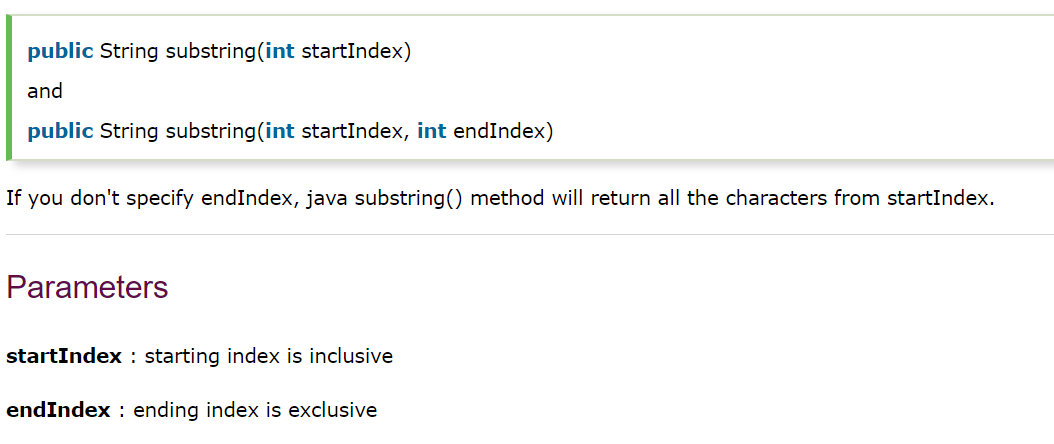 public String substring(int startIndex)
and
public String substring(int startIndex, int endIndex)
If you don't specify endIndex, java substring() method will return all the characters from startIndex.
Parameters
startIndex : starting index is inclusive
endIndex : ending index is exclusive